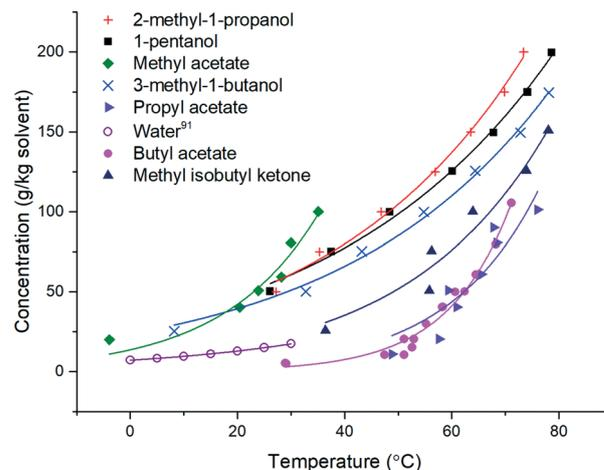 2-methyl-1-propanol
1-pentanol
Methyl acetate
3-methyl-1-butanol
Propyl acetate
Water⁹¹
Butyl acetate
Methyl isobutyl ketone
200
150
100
50
0
Concentration (g/kg solvent)
0 20 40 60 80
Temperature (°C)